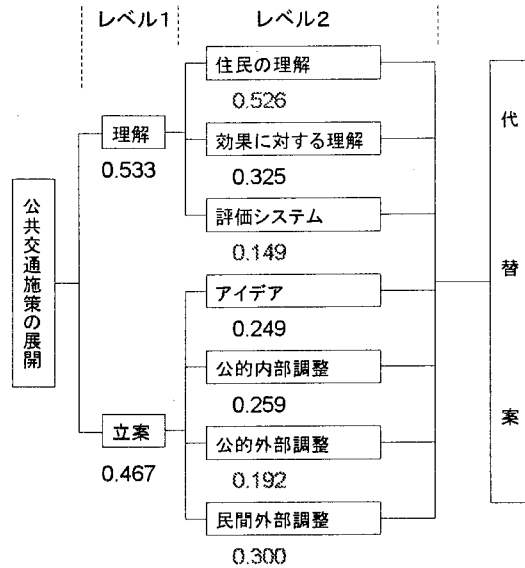 レベル1
レベル2
住民の理解
0.526
理解
0.533
効果に対する理解
0.325
評価システム
0.149
公共交通施策の展開
アイデア
0.249
公的内部調整
0.259
立案
0.467
公的外部調整
0.192
民間外部調整
0.300
代替案